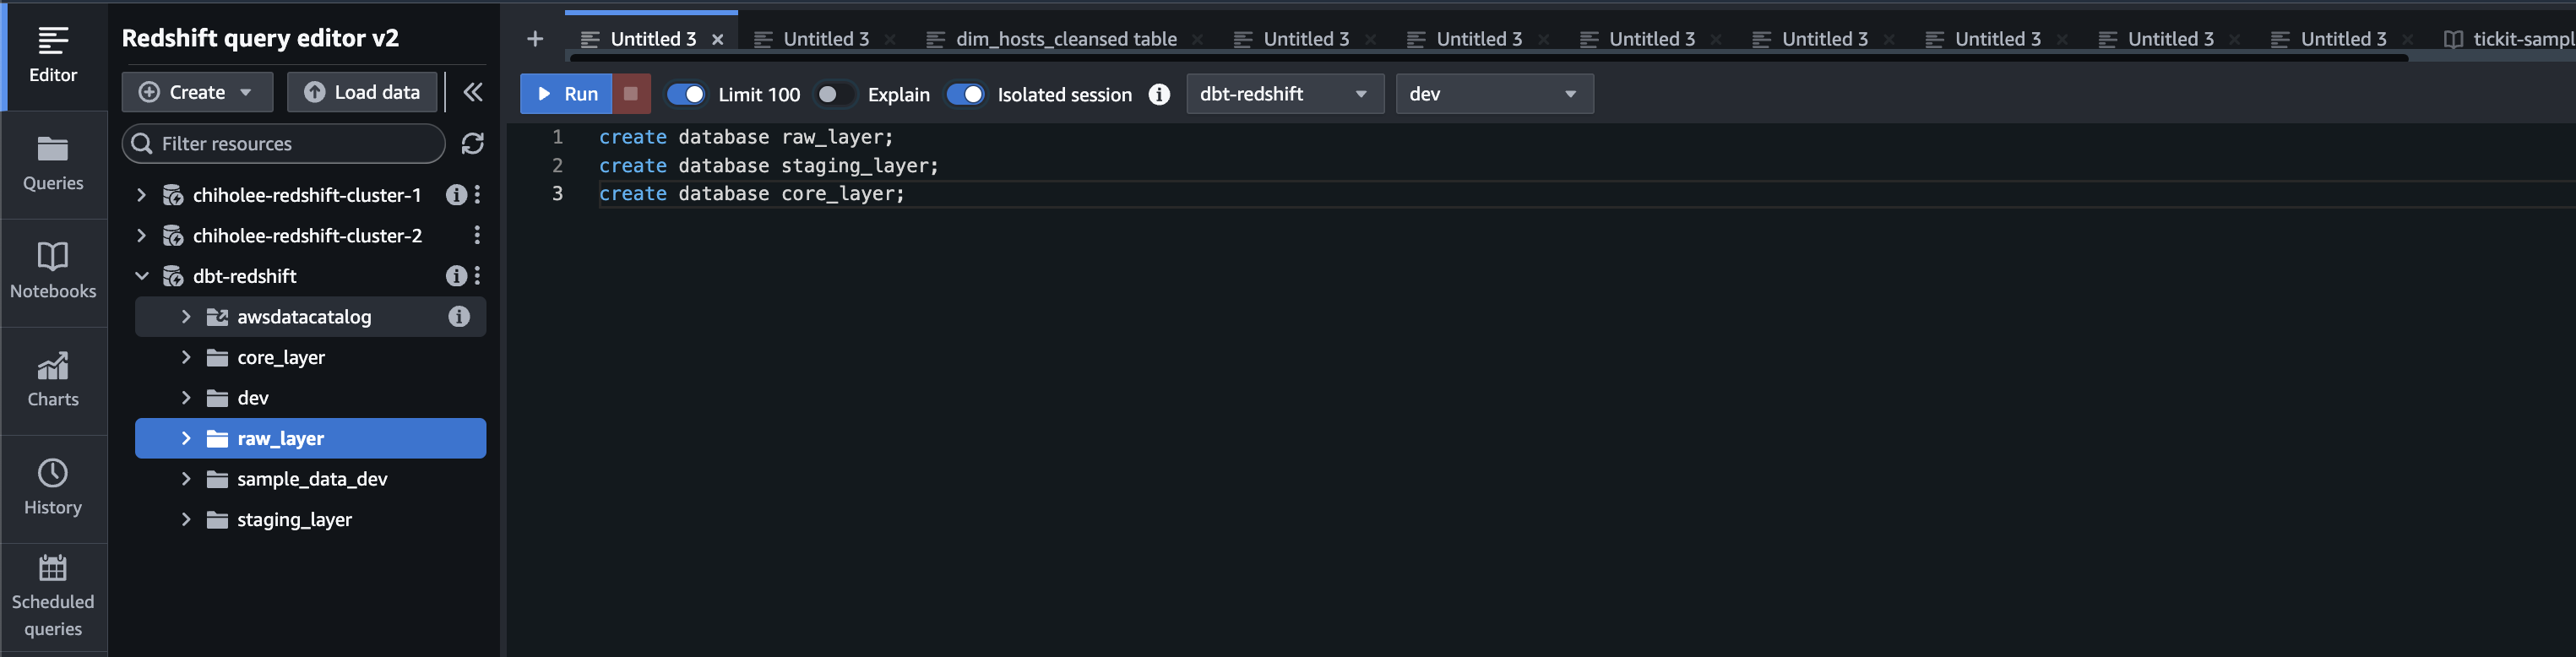 Editor
Queries
Notebooks
Charts
History
Scheduled
queries
Redshift query editor v2
Create
Load data
Filter resources
chiholee-redshift-cluster-1
chiholee-redshift-cluster-2
dbt-redshift
awsdatacatalog
core_layer
dev
raw_layer
sample_data_dev
staging_layer
Untitled 3 Untitled 3 dim_hosts_cleansed table Untitled 3 Untitled 3 Untitled 3 Untitled 3 Untitled 3 Untitled 3 Untitled 3 tickit-sampl
Run Limit 100 Explain Isolated session dbt-redshift dev
1 create database raw_layer;
2 create database staging_layer;
3 create database core_layer;